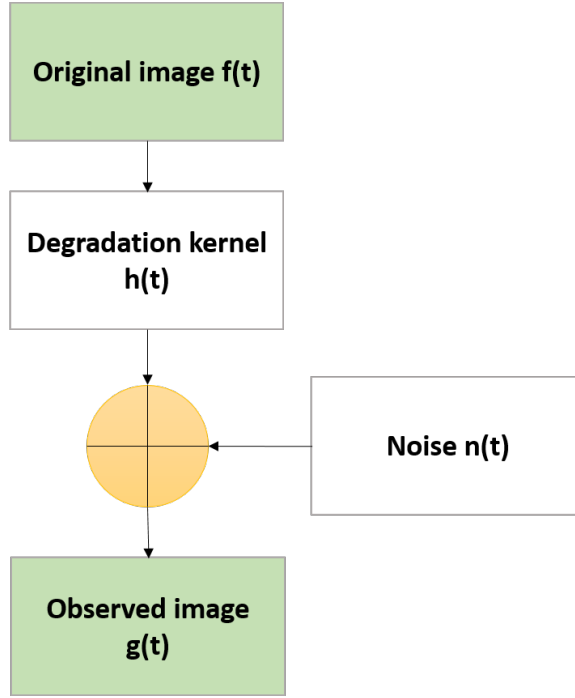 Original image f(t)
Degradation kernel
h(t)
Noise n(t)
Observed image
g(t)